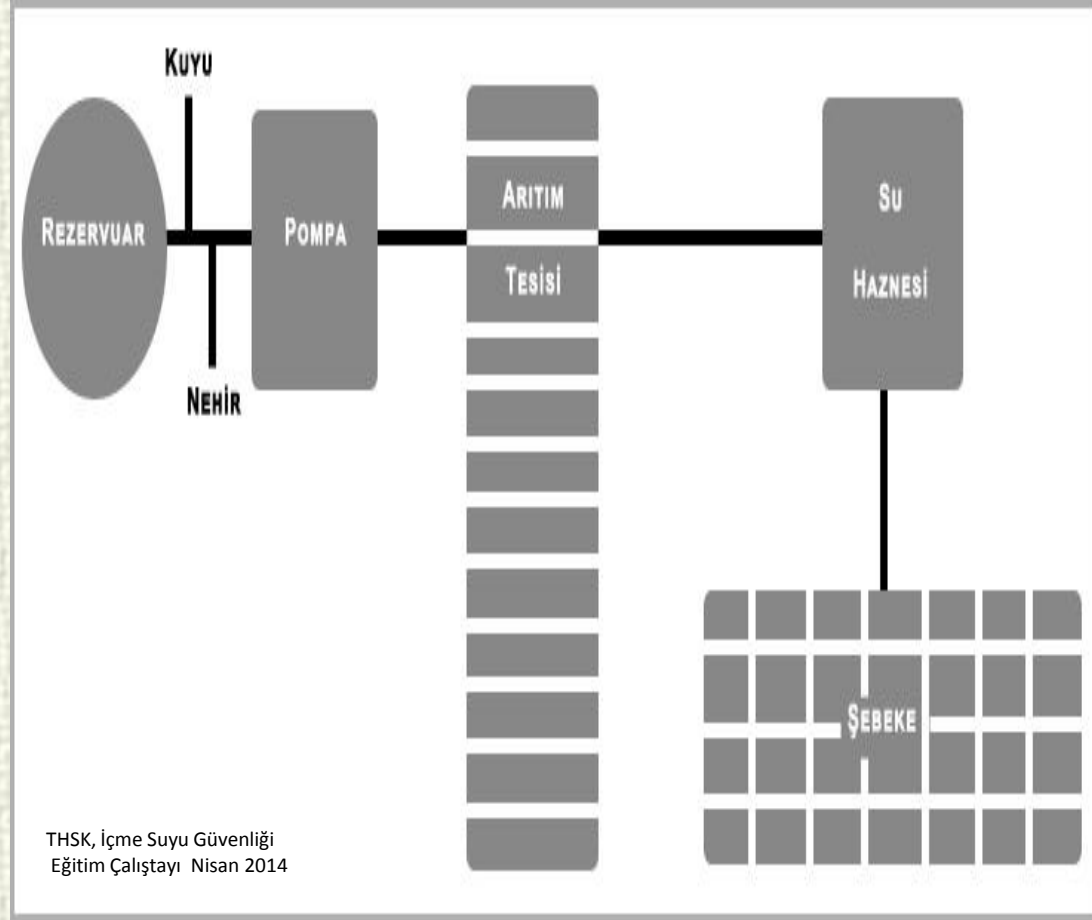 KUYU
REZERVUAR
POMPA
NEHİR
ARITIM
TESİSİ
SU
HAZNESİ
ŞEBEKE
THSK, İçme Suyu Güvenliği
Eğitim Çalıştayı Nisan 2014